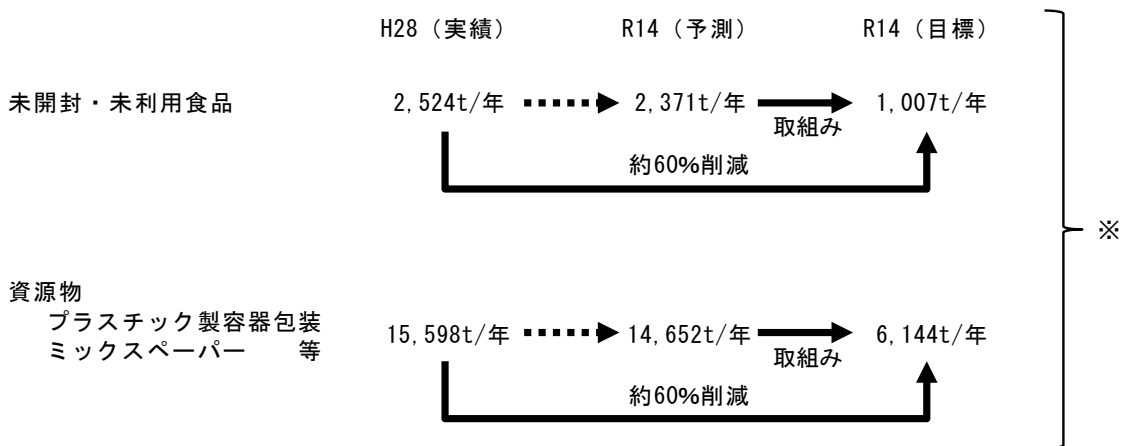 H28（実績） R14（予測） R14（目標）
未開封・未利用食品 2,524t/年 2,371t/年 1,007t/年
取組み
約60%削減
※
資源物
プラスチック製容器包装
ミックスペーパー 等
15,598t/年 14,652t/年 6,144t/年
取組み
約60%削減